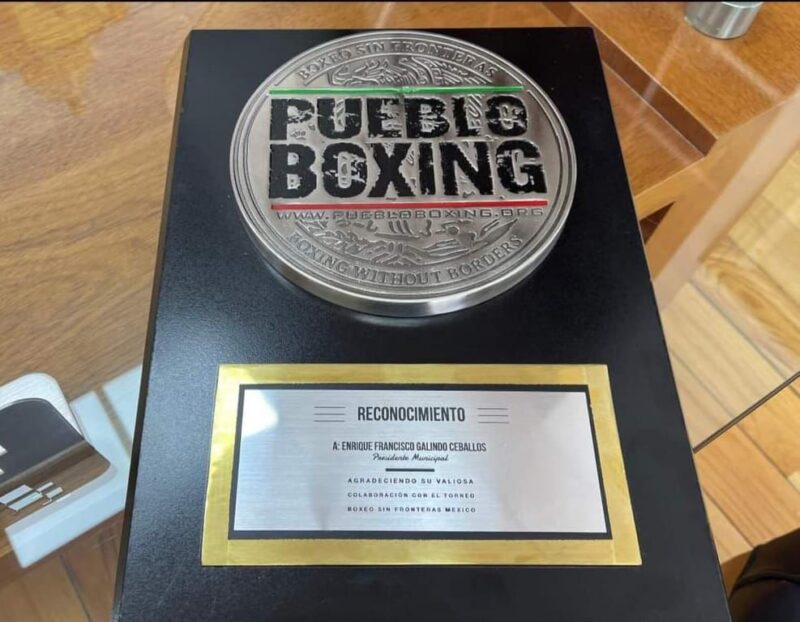 BOXEO SIN FRONTERAS
PUEBLO
BOXING
WWW.PUEBLOBOXING.ORG
BOXING WITHOUT BORDERS
RECONOCIMIENTO
A: ENRIQUE FRANCISCO GALINDO CEBALLOS
Presidente Municipal
AGRADECIENDO SU VALIOSA
COLABORACIÓN CON EL TORNEO
BOXEO SIN FRONTERAS MEXICO